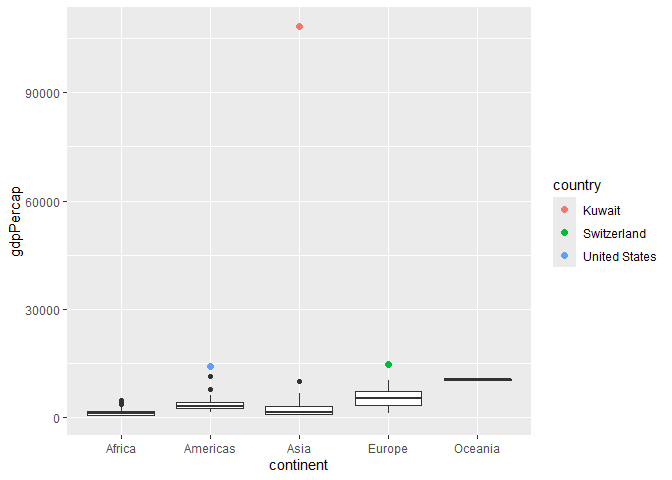 90000
60000
30000
0
gdpPercap
Africa
Americas
Asia
Europe
Oceania
continent
country
Kuwait
Switzerland
United States